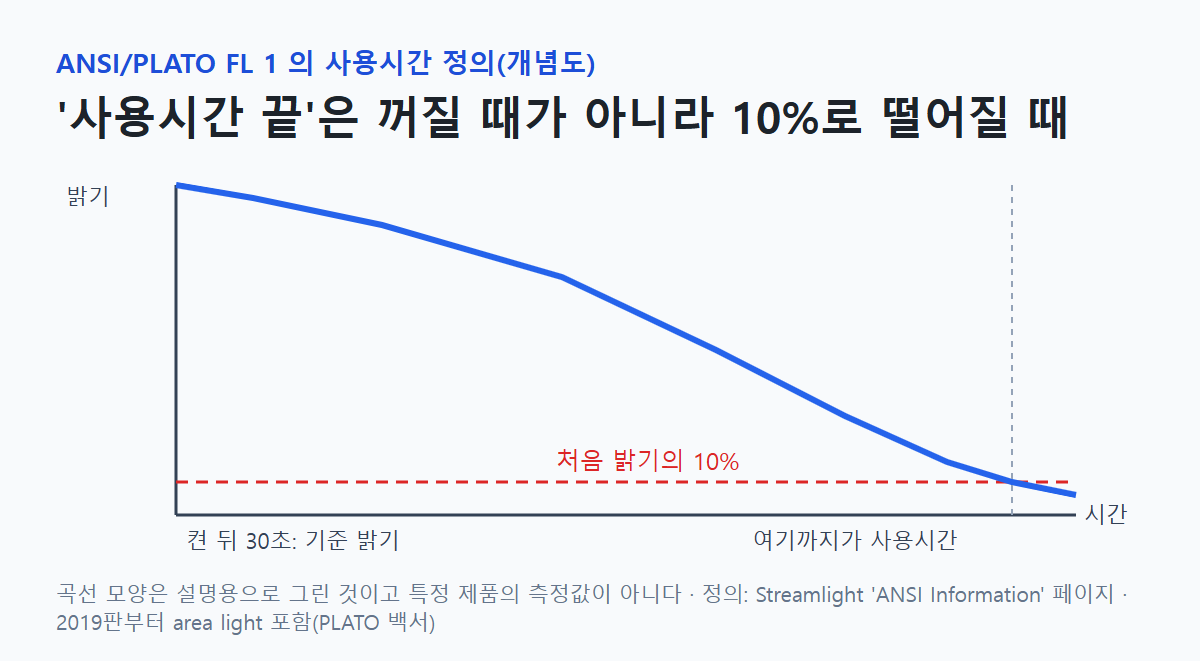 ANSI/PLATO FL 1 의 사용시간 정의(개념도)
'사용시간 끝'은 꺼질 때가 아니라 10%로 떨어질 때
밝기
처음 밝기의 10%
시간
켠 뒤 30초: 기준 밝기
여기까지가 사용시간
곡선 모양은 설명용으로 그린 것이고 특정 제품의 측정값이 아니다 · 정의: Streamlight 'ANSI Information' 페이지 ·
2019판부터 area light 포함(PLATO 백서)